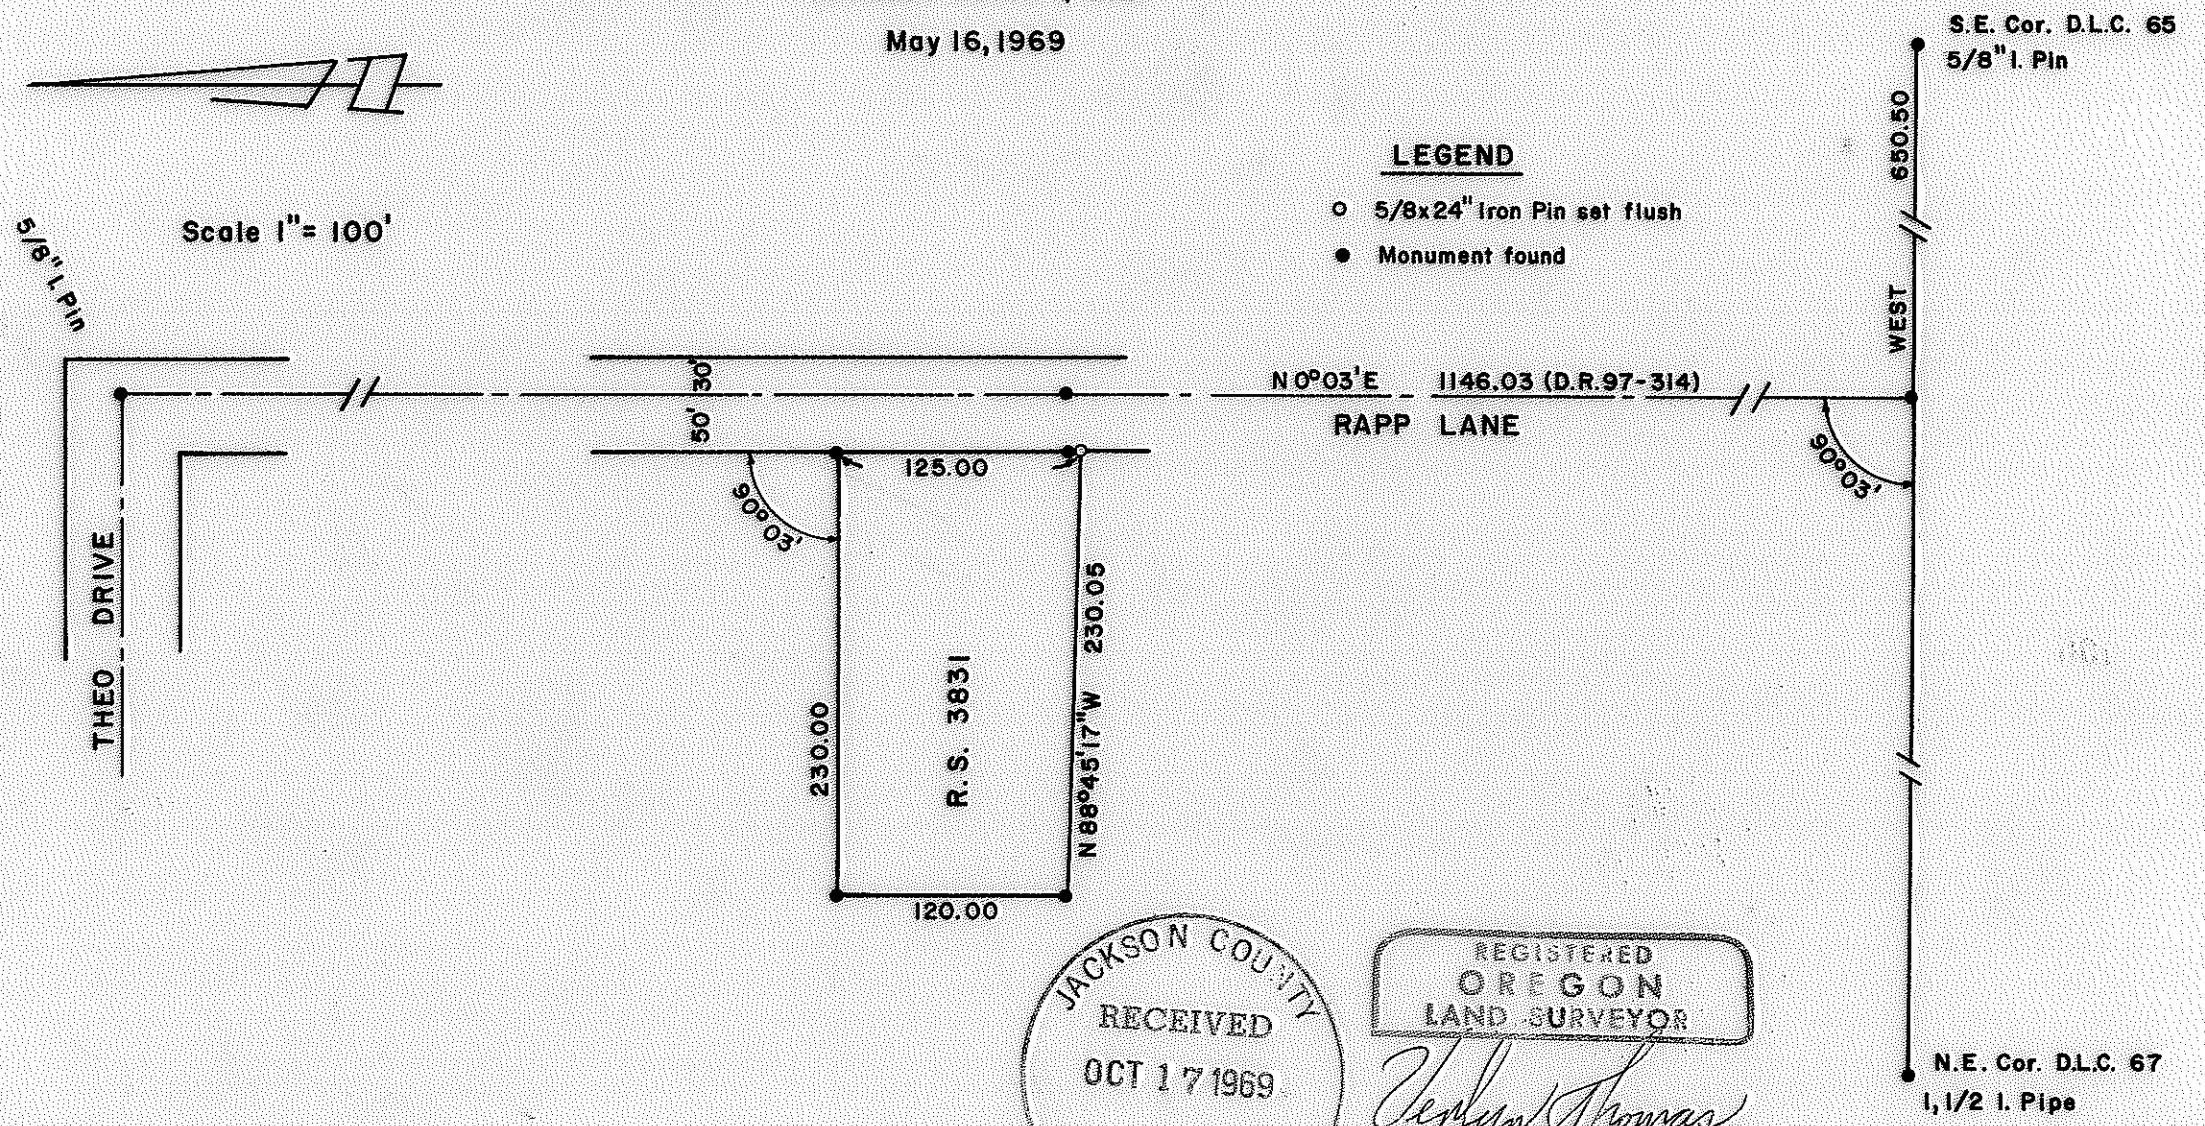 May 16, 1969
S.E. Cor. D.L.C. 65
5/8" I. Pin
650.50
WEST
LEGEND
5/8x24" Iron Pin set flush
Monument found
Scale 1" = 100'
5/8" I. Pin
30'
50'
N 0°03'E 1146.03 (D.R. 97-314)
RAPP LANE
90°03'
125.00
90°03'
THEO DRIVE
230.00
R.S. 3831
N 88°45'17"W 230.05
120.00
JACKSON COUNTY
RECEIVED
OCT 17 1969
REGISTERED
OREGON
LAND SURVEYOR
Thomas
N.E. Cor. D.L.C. 67
1,1/2 I. Pipe